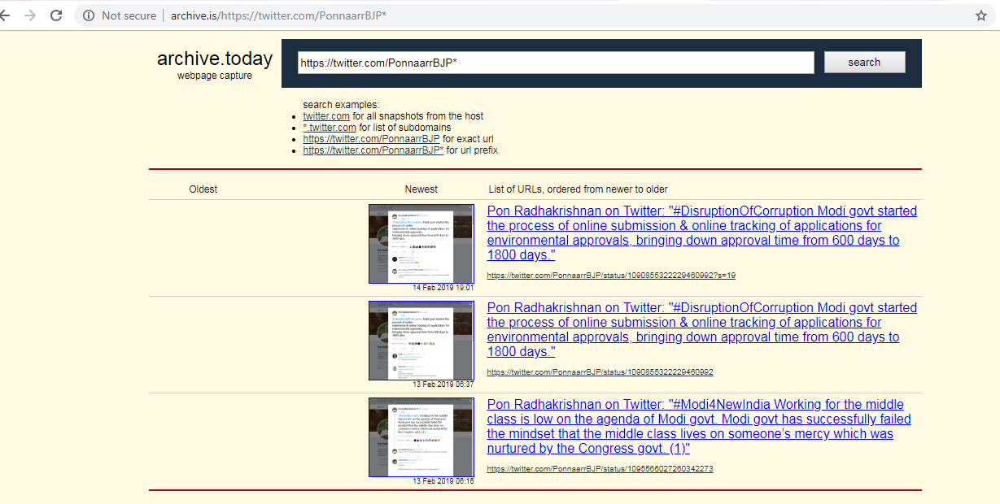 Not secure | archive.is/https://twitter.com/PonnaarrBJP*
archive.today
webpage capture
https://twitter.com/PonnaarrBJP*
search
search examples:
twitter.com for all snapshots from the host
*.twitter.com for list of subdomains
https://twitter.com/PonnaarrBJP for exact url
https://twitter.com/PonnaarrBJP* for url prefix
Oldest Newest List of URLs, ordered from newer to older
Pon Radhakrishnan on Twitter: "#DisruptionOfCorruption Modi govt started
the process of online submission & online tracking of applications for
environmental approvals, bringing down approval time from 600 days to
1800 days."
https://twitter.com/PonnaarrBJP/status/1090855322229460992?s=19
14 Feb 2019 19:01
Pon Radhakrishnan on Twitter: "#DisruptionOfCorruption Modi govt started
the process of online submission & online tracking of applications for
environmental approvals, bringing down approval time from 600 days to
1800 days."
https://twitter.com/PonnaarrBJP/status/1090855322229460992
13 Feb 2019 06:37
Pon Radhakrishnan on Twitter: "#Modi4NewIndia Working for the middle
class is low on the agenda of Modi govt. Modi govt has successfully failed
the mindset that the middle class lives on someone's mercy which was
nurtured by the Congress govt. (1)"
https://twitter.com/PonnaarrBJP/status/1095566027260342273
13 Feb 2019 06:16